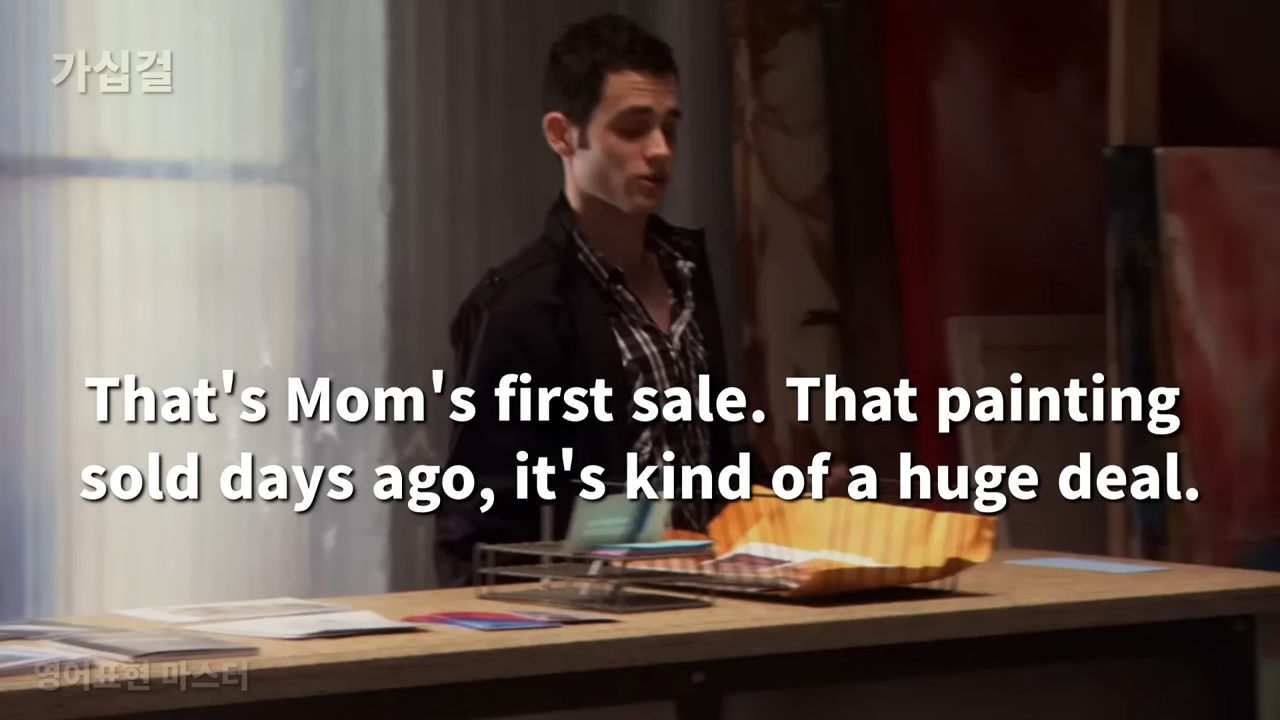 가십걸
That's Mom's first sale. That painting
sold days ago, it's kind of a huge deal.
영어표현 마스터